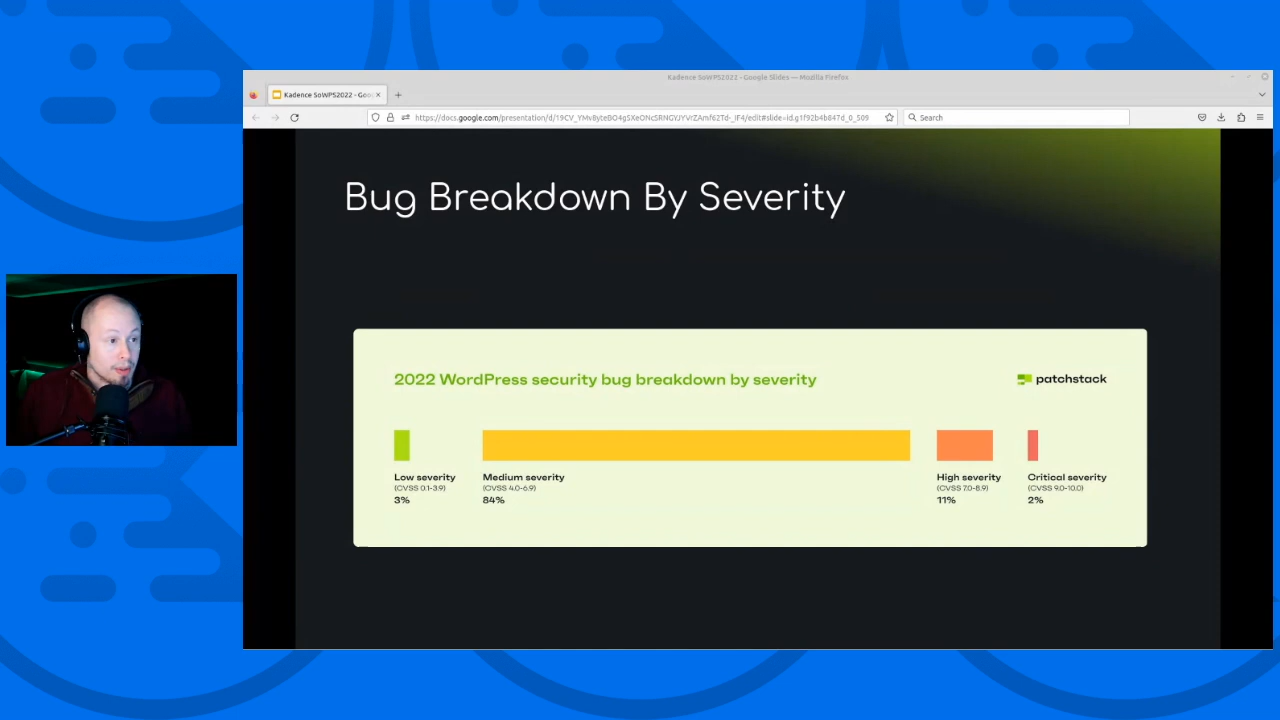 Kadence SoWPS2022 - Google Slides — Mozilla Firefox
Kadence SoWPS2022 - Goo
Search
Bug Breakdown By Severity
2022 WordPress security bug breakdown by severity
patchstack
Low severity
(CVSS 0.1-3.9)
3%
Medium severity
(CVSS 4.0-6.9)
84%
High severity
(CVSS 7.0-8.9)
11%
Critical severity
(CVSS 9.0-10.0)
2%